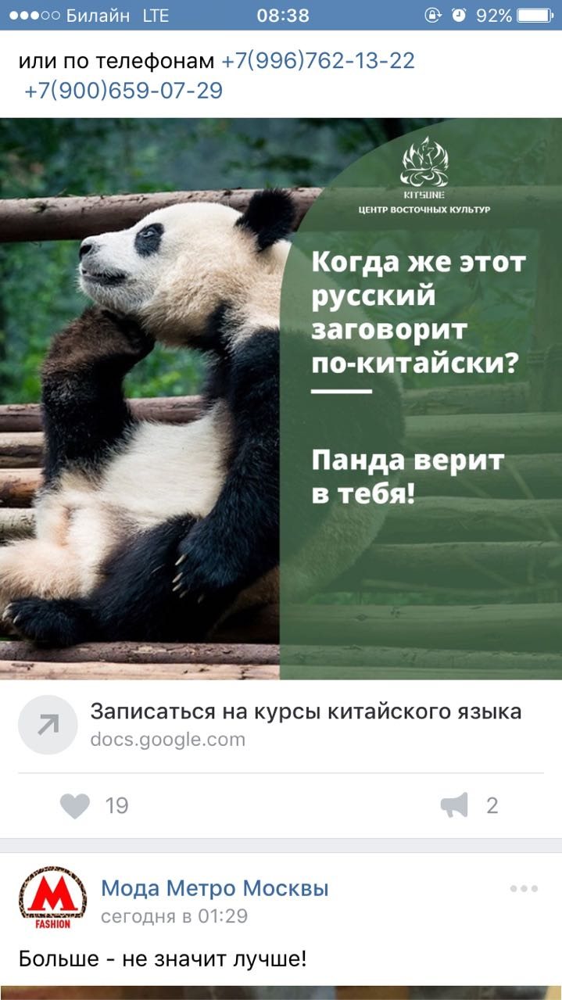 Билайн LTE 08:38 92%
или по телефонам +7(996)762-13-22
+7(900)659-07-29
KITSUNE
ЦЕНТР ВОСТОЧНЫХ КУЛЬТУР
Когда же этот
русский
заговорит
по-китайски?
Панда верит
в тебя!
Записаться на курсы китайского языка
docs.google.com
19 2
М
FASHION
Мода Метро Москвы
сегодня в 01:29
Больше - не значит лучше!